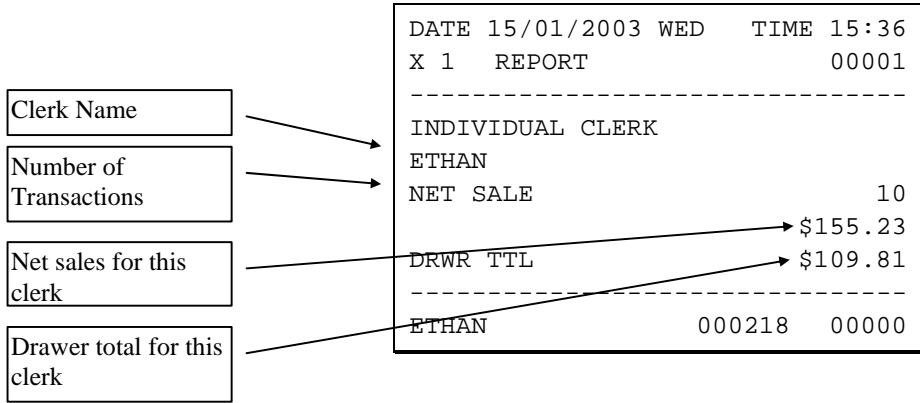 DATE 15/01/2003 WED TIME 15:36
X 1 REPORT 00001
--------------------------------
INDIVIDUAL CLERK
ETHAN
NET SALE 10
$155.23
DRWR TTL $109.81
--------------------------------
ETHAN 000218 00000
Clerk Name
Number of
Transactions
Net sales for this
clerk
Drawer total for this
clerk